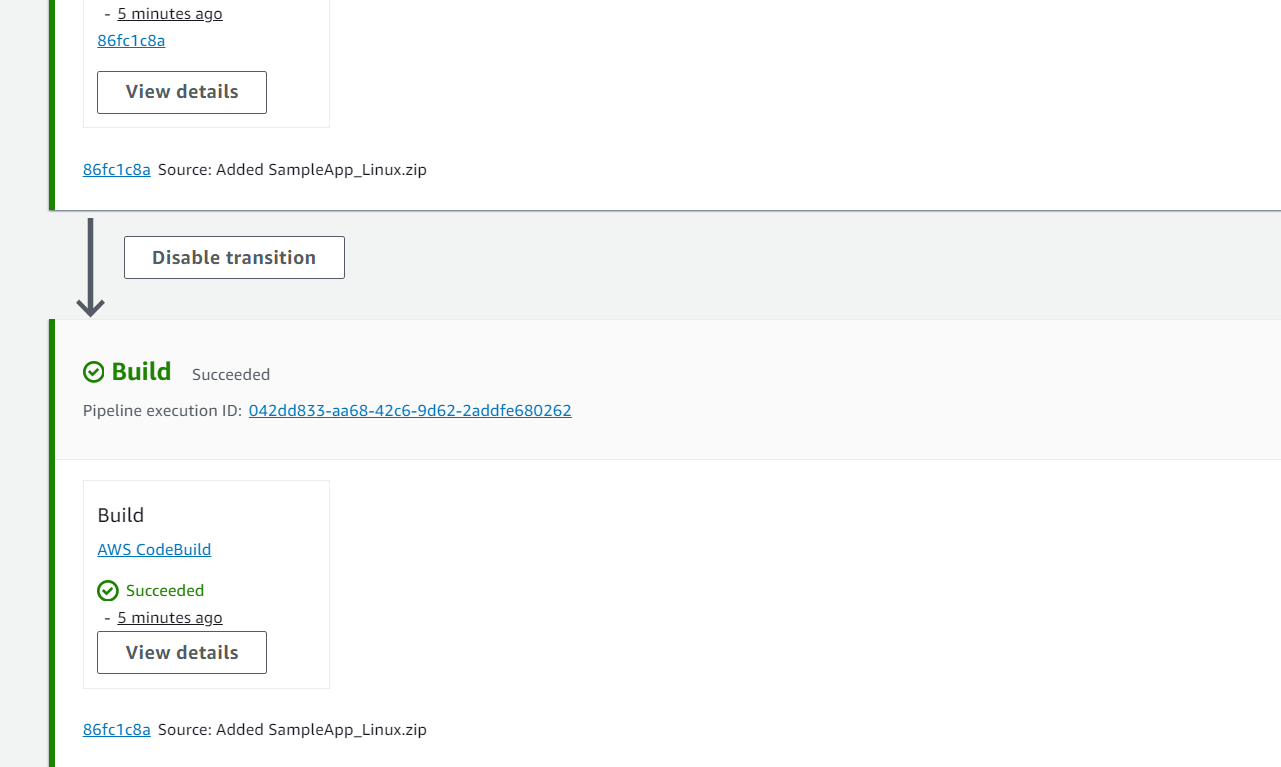 - 5 minutes ago
86fc1c8a
View details
86fc1c8a Source: Added SampleApp_Linux.zip
Disable transition
Build Succeeded
Pipeline execution ID: 042dd833-aa68-42c6-9d62-2addfe680262
Build
AWS CodeBuild
Succeeded
- 5 minutes ago
View details
86fc1c8a Source: Added SampleApp_Linux.zip